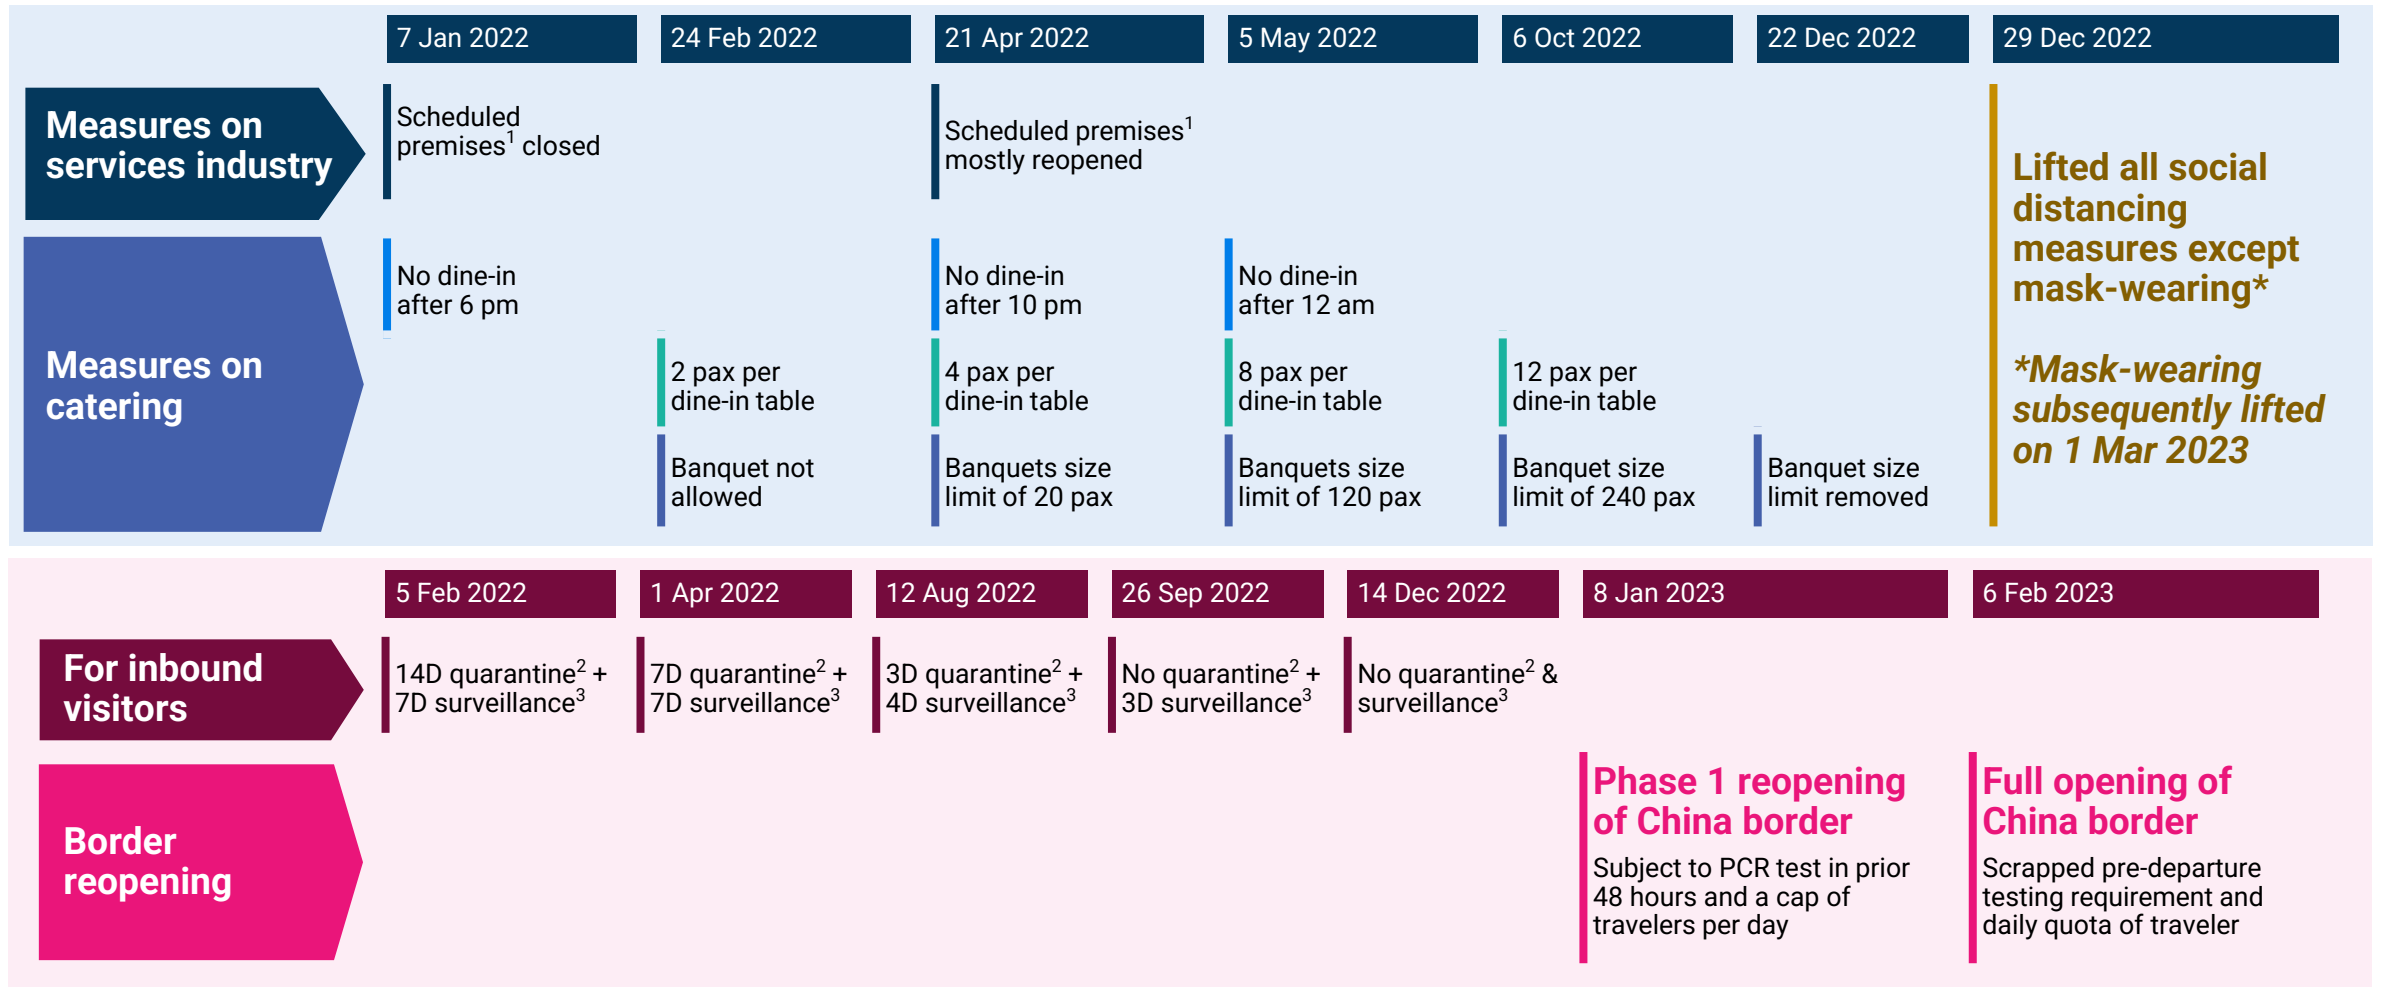 7 Jan 2022
24 Feb 2022
21 Apr 2022
5 May 2022
6 Oct 2022
22 Dec 2022
29 Dec 2022
Measures on
services industry
Scheduled
premises¹ closed
Scheduled premises¹
mostly reopened
Lifted all social
distancing
measures except
mask-wearing*
*Mask-wearing
subsequently lifted
on 1 Mar 2023
Measures on
catering
No dine-in
after 6 pm
No dine-in
after 10 pm
No dine-in
after 12 am
2 pax per
dine-in table
4 pax per
dine-in table
8 pax per
dine-in table
12 pax per
dine-in table
Banquet not
allowed
Banquets size
limit of 20 pax
Banquets size
limit of 120 pax
Banquet size
limit of 240 pax
Banquet size
limit removed
5 Feb 2022
1 Apr 2022
12 Aug 2022
26 Sep 2022
14 Dec 2022
8 Jan 2023
6 Feb 2023
For inbound
visitors
14D quarantine² +
7D surveillance³
7D quarantine² +
7D surveillance³
3D quarantine² +
4D surveillance³
No quarantine² +
3D surveillance³
No quarantine² &
surveillance³
Border
reopening
Phase 1 reopening
of China border
Subject to PCR test in prior
48 hours and a cap of
travelers per day
Full opening of
China border
Scrapped pre-departure
testing requirement and
daily quota of traveler